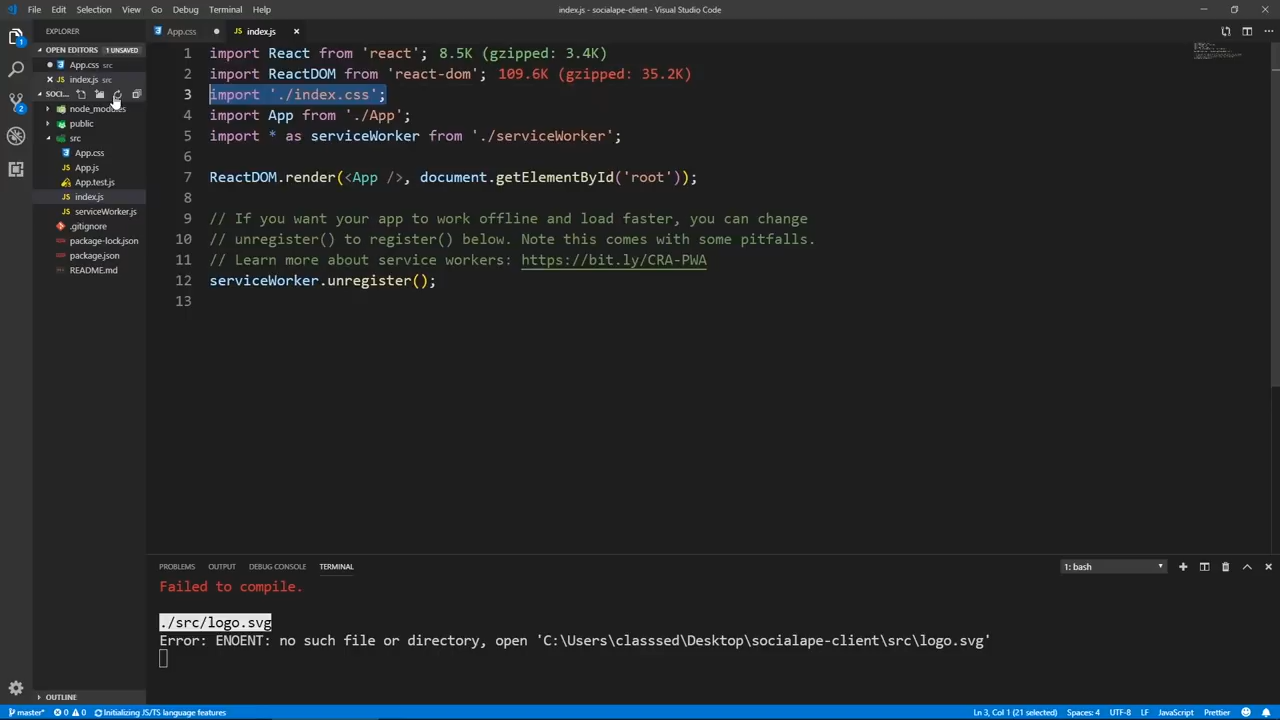 File Edit Selection View Go Debug Terminal Help
index.js - socialape-client - Visual Studio Code
EXPLORER
App.css
index.js
OPEN EDITORS 1 UNSAVED
App.css src
index.js src
SOCI...
node_modules
public
src
App.css
App.js
App.test.js
index.js
serviceWorker.js
.gitignore
package-lock.json
package.json
README.md
OUTLINE
1 import React from 'react'; 8.5K (gzipped: 3.4K)
2 import ReactDOM from 'react-dom'; 109.6K (gzipped: 35.2K)
3 import './index.css';
4 import App from './App';
5 import * as serviceWorker from './serviceWorker';
6
7 ReactDOM.render(<App />, document.getElementById('root'));
8
9 // If you want your app to work offline and load faster, you can change
10 // unregister() to register() below. Note this comes with some pitfalls.
11 // Learn more about service workers: https://bit.ly/CRA-PWA
12 serviceWorker.unregister();
13
PROBLEMS OUTPUT DEBUG CONSOLE TERMINAL
1: bash
Failed to compile.
./src/logo.svg
Error: ENOENT: no such file or directory, open 'C:\Users\classsed\Desktop\socialape-client\src\logo.svg'
1
2
master* 0 0 Initializing JS/TS language features
Ln 3, Col 1 (21 selected) Spaces: 4 UTF-8 LF JavaScript Prettier